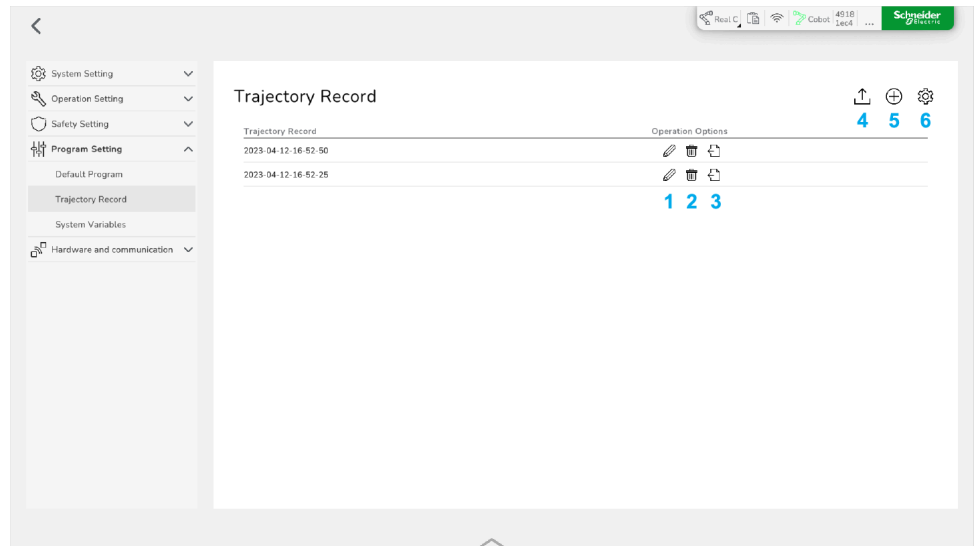 Real C Cobot 4918 1ec4 ... Schneider Electric
System Setting
Operation Setting
Safety Setting
Program Setting
Default Program
Trajectory Record
System Variables
Hardware and communication
Trajectory Record
4 5 6
Trajectory Record Operation Options
2023-04-12-16-52-50
2023-04-12-16-52-25
1 2 3